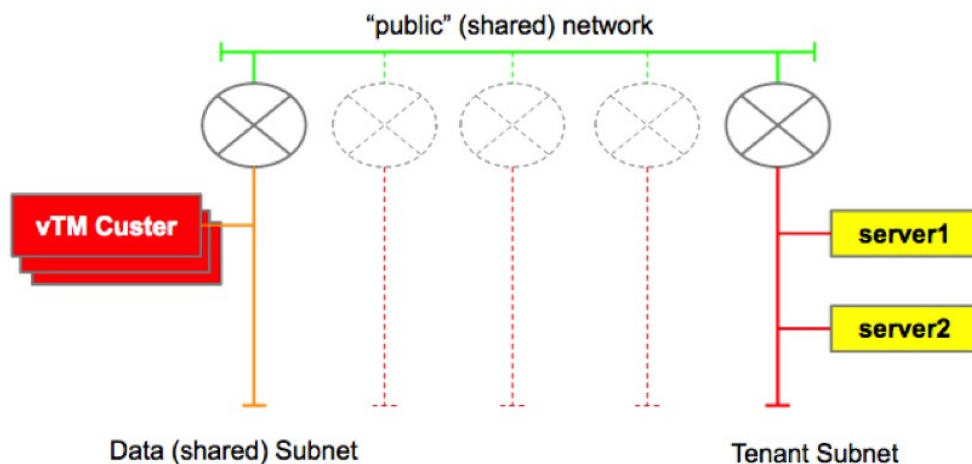 “public” (shared) network
vTM Custer
server1
server2
Data (shared) Subnet
Tenant Subnet